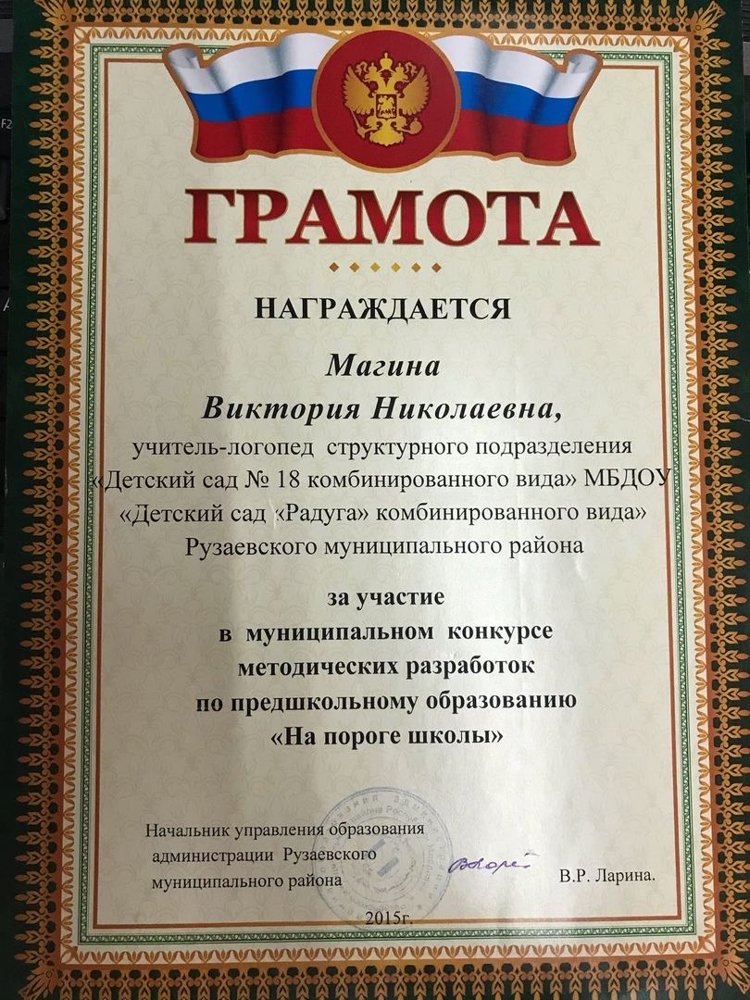 ГРАМОТА
НАГРАЖДАЕТСЯ
Магина
Виктория Николаевна,
учитель-логопед структурного подразделения
«Детский сад № 18 комбинированного вида» МБДОУ
«Детский сад «Радуга» комбинированного вида»
Рузаевского муниципального района
за участие
в муниципальном конкурсе
методических разработок
по предшкольному образованию
«На пороге школы»
Начальник управления образования
администрации Рузаевского
муниципального района
В.Р. Ларина.
2015г.
F2